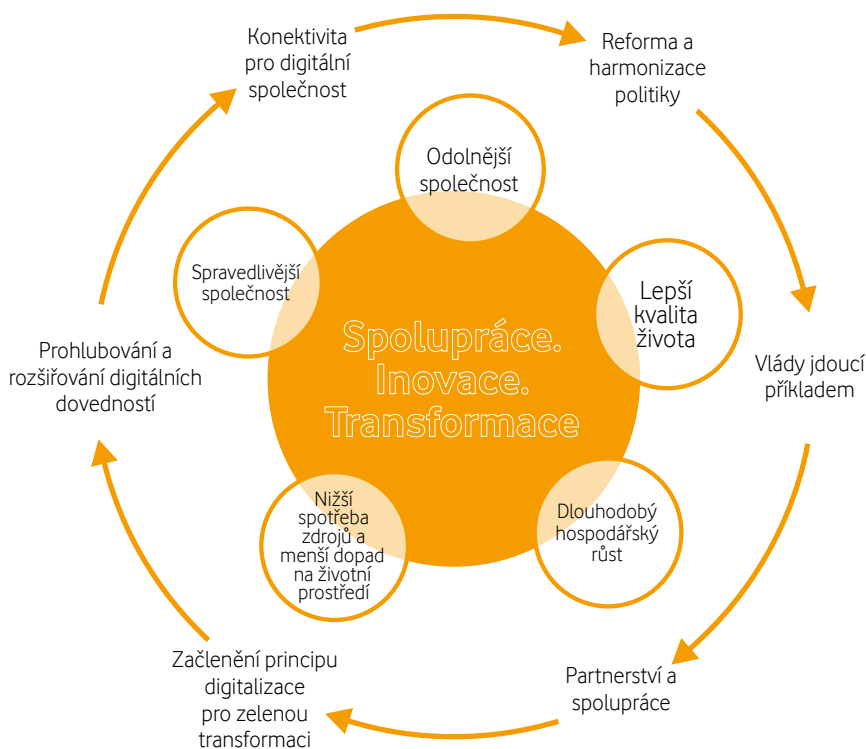 Konektivita
pro digitální
společnost
Reforma a
harmonizace
politiky
Odolnější
společnost
Spravedlivější
společnost
Lepší
kvalita
života
Spolupráce.
Inovace.
Transformace
Prohlubování a
rozšiřování digitálních
dovedností
Vlády jdoucí
příkladem
Nižší
spotřeba
zdrojů a
menší dopad
na životní
prostředí
Dlouhodobý
hospodářský
růst
Začlenění principu
digitalizace
pro zelenou
transformaci
Partnerství a
spolupráce